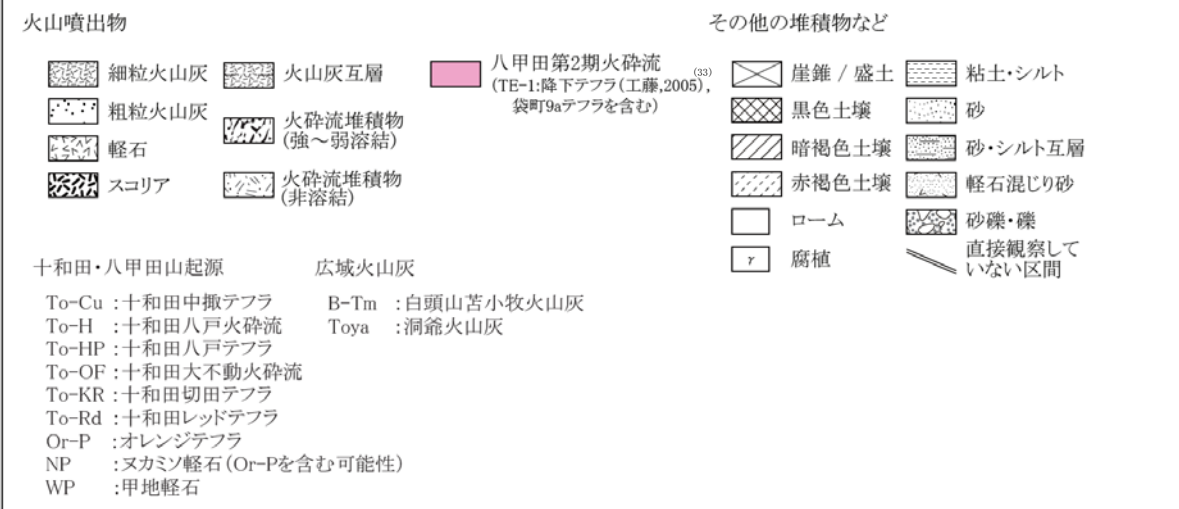 火山噴出物
細粒火山灰
粗粒火山灰
軽石
スコリア
火山灰互層
火砕流堆積物
(強～弱溶結)
火砕流堆積物
(非溶結)
八甲田第2期火砕流
(TE-1:降下テフラ(工藤,2005)(33),
袋町9aテフラを含む)
その他の堆積物など
崖錐 / 盛土
黒色土壌
暗褐色土壌
赤褐色土壌
ローム
γ 腐植
粘土・シルト
砂
砂・シルト互層
軽石混じり砂
砂礫・礫
直接観察して
いない区間
十和田・八甲田山起源
To-Cu :十和田中掫テフラ
To-H :十和田八戸火砕流
To-HP :十和田八戸テフラ
To-OF :十和田大不動火砕流
To-KR :十和田切田テフラ
To-Rd :十和田レッドテフラ
Or-P :オレンジテフラ
NP :ヌカミソ軽石(Or-Pを含む可能性)
WP :甲地軽石
広域火山灰
B-Tm :白頭山苫小牧火山灰
Toya :洞爺火山灰